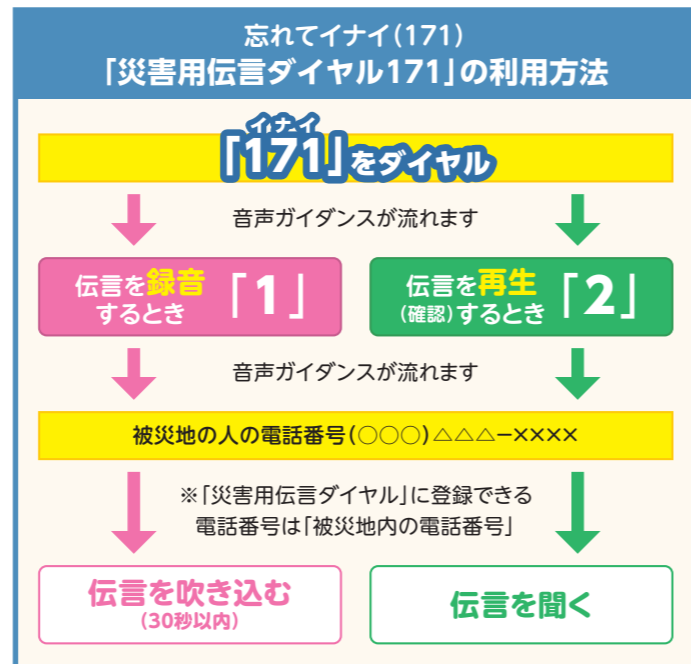 忘れてイナイ(171)
「災害用伝言ダイヤル171」の利用方法
イナイ
「171」をダイヤル
音声ガイダンスが流れます
伝言を録音
するとき
「1」
伝言を再生
(確認)するとき
「2」
音声ガイダンスが流れます
被災地の人の電話番号(○○○)△△△−××××
※「災害用伝言ダイヤル」に登録できる
電話番号は「被災地内の電話番号」
伝言を吹き込む
(30秒以内)
伝言を聞く